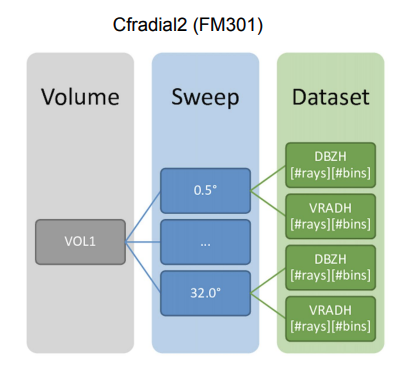 Cfradial2 (FM301)
Volume
Sweep
Dataset
VOL1
0.5°
...
32.0°
DBZH
[#rays][#bins]
VRADH
[#rays][#bins]
DBZH
[#rays][#bins]
VRADH
[#rays][#bins]